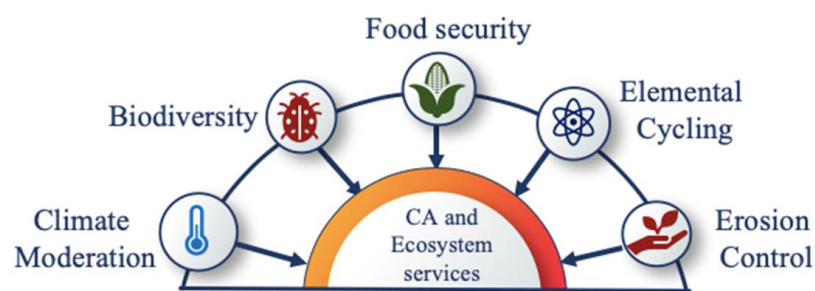 Food security
Biodiversity
Elemental
Cycling
Climate
Moderation
CA and
Ecosystem
services
Erosion
Control